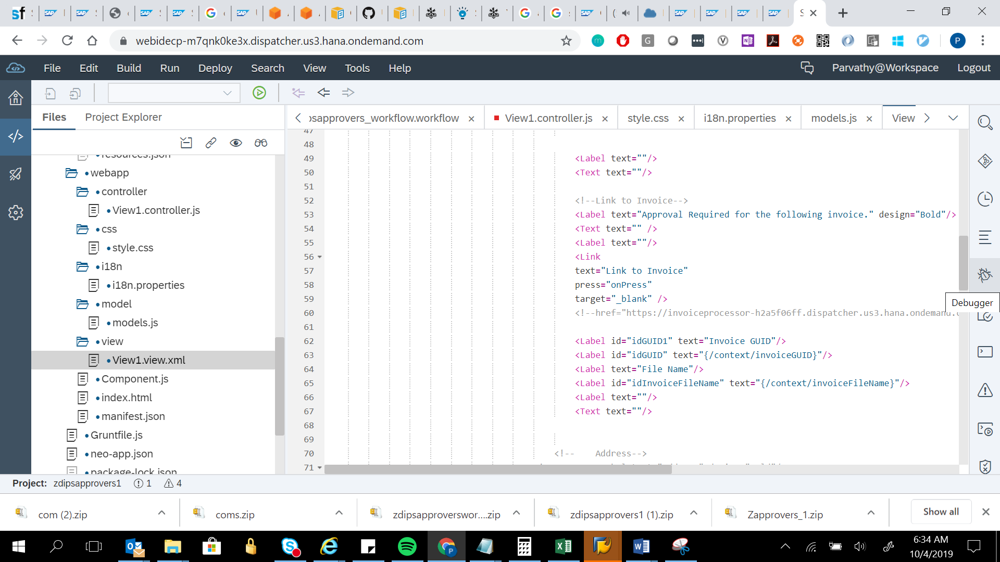 webidecp-m7qnk0ke3x.dispatcher.us3.hana.ondemand.com
File Edit Build Run Deploy Search View Tools Help
Parvathy@Workspace Logout
Files Project Explorer
psapprovers_workflow.workflow × View1.controller.js × style.css × i18n.properties × models.js × View
resources.json
webapp
controller
View1.controller.js
css
style.css
i18n
i18n.properties
model
models.js
view
View1.view.xml
Component.js
index.html
manifest.json
Gruntfile.js
neo-app.json
package-lock.json
47
48
49 <Label text=""/>
50 <Text text=""/>
51
52 <!--Link to Invoice-->
53 <Label text="Approval Required for the following invoice." design="Bold"/>
54 <Text text="" />
55 <Label text=""/>
56 <Link
57 text="Link to Invoice"
58 press="onPress"
59 target="_blank" />
60 <!--href="https://invoiceprocessor-h2a5f06ff.dispatcher.us3.hana.ondemand.
61
62 <Label id="idGUID1" text="Invoice GUID"/>
63 <Label id="idGUID" text="{/context/invoiceGUID}"/>
64 <Label text="File Name"/>
65 <Label id="idInvoiceFileName" text="{/context/invoiceFileName}"/>
66 <Label text=""/>
67 <Text text=""/>
68
69
70 <!-- Address-->
71
Debugger
Project: zdipsapprovers1 1 4
com (2).zip
coms.zip
zdipsapproverswor....zip
zdipsapprovers1 (1).zip
Zapprovers_1.zip
Show all
6:34 AM
10/4/2019